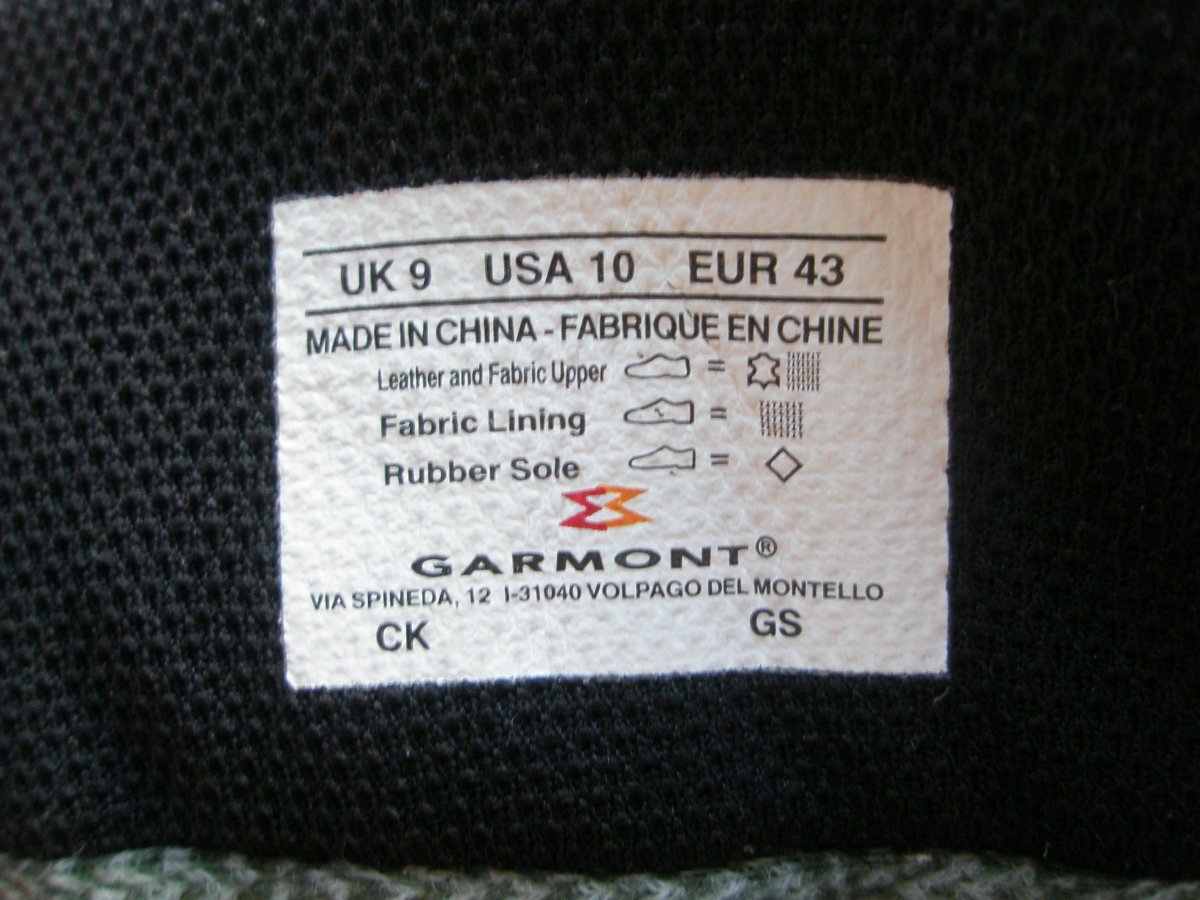 UK 9 USA 10 EUR 43
MADE IN CHINA - FABRIQUE EN CHINE
Leather and Fabric Upper =
Fabric Lining =
Rubber Sole =
GARMONT®
VIA SPINEDA, 12 I-31040 VOLPAGO DEL MONTELLO
CK GS